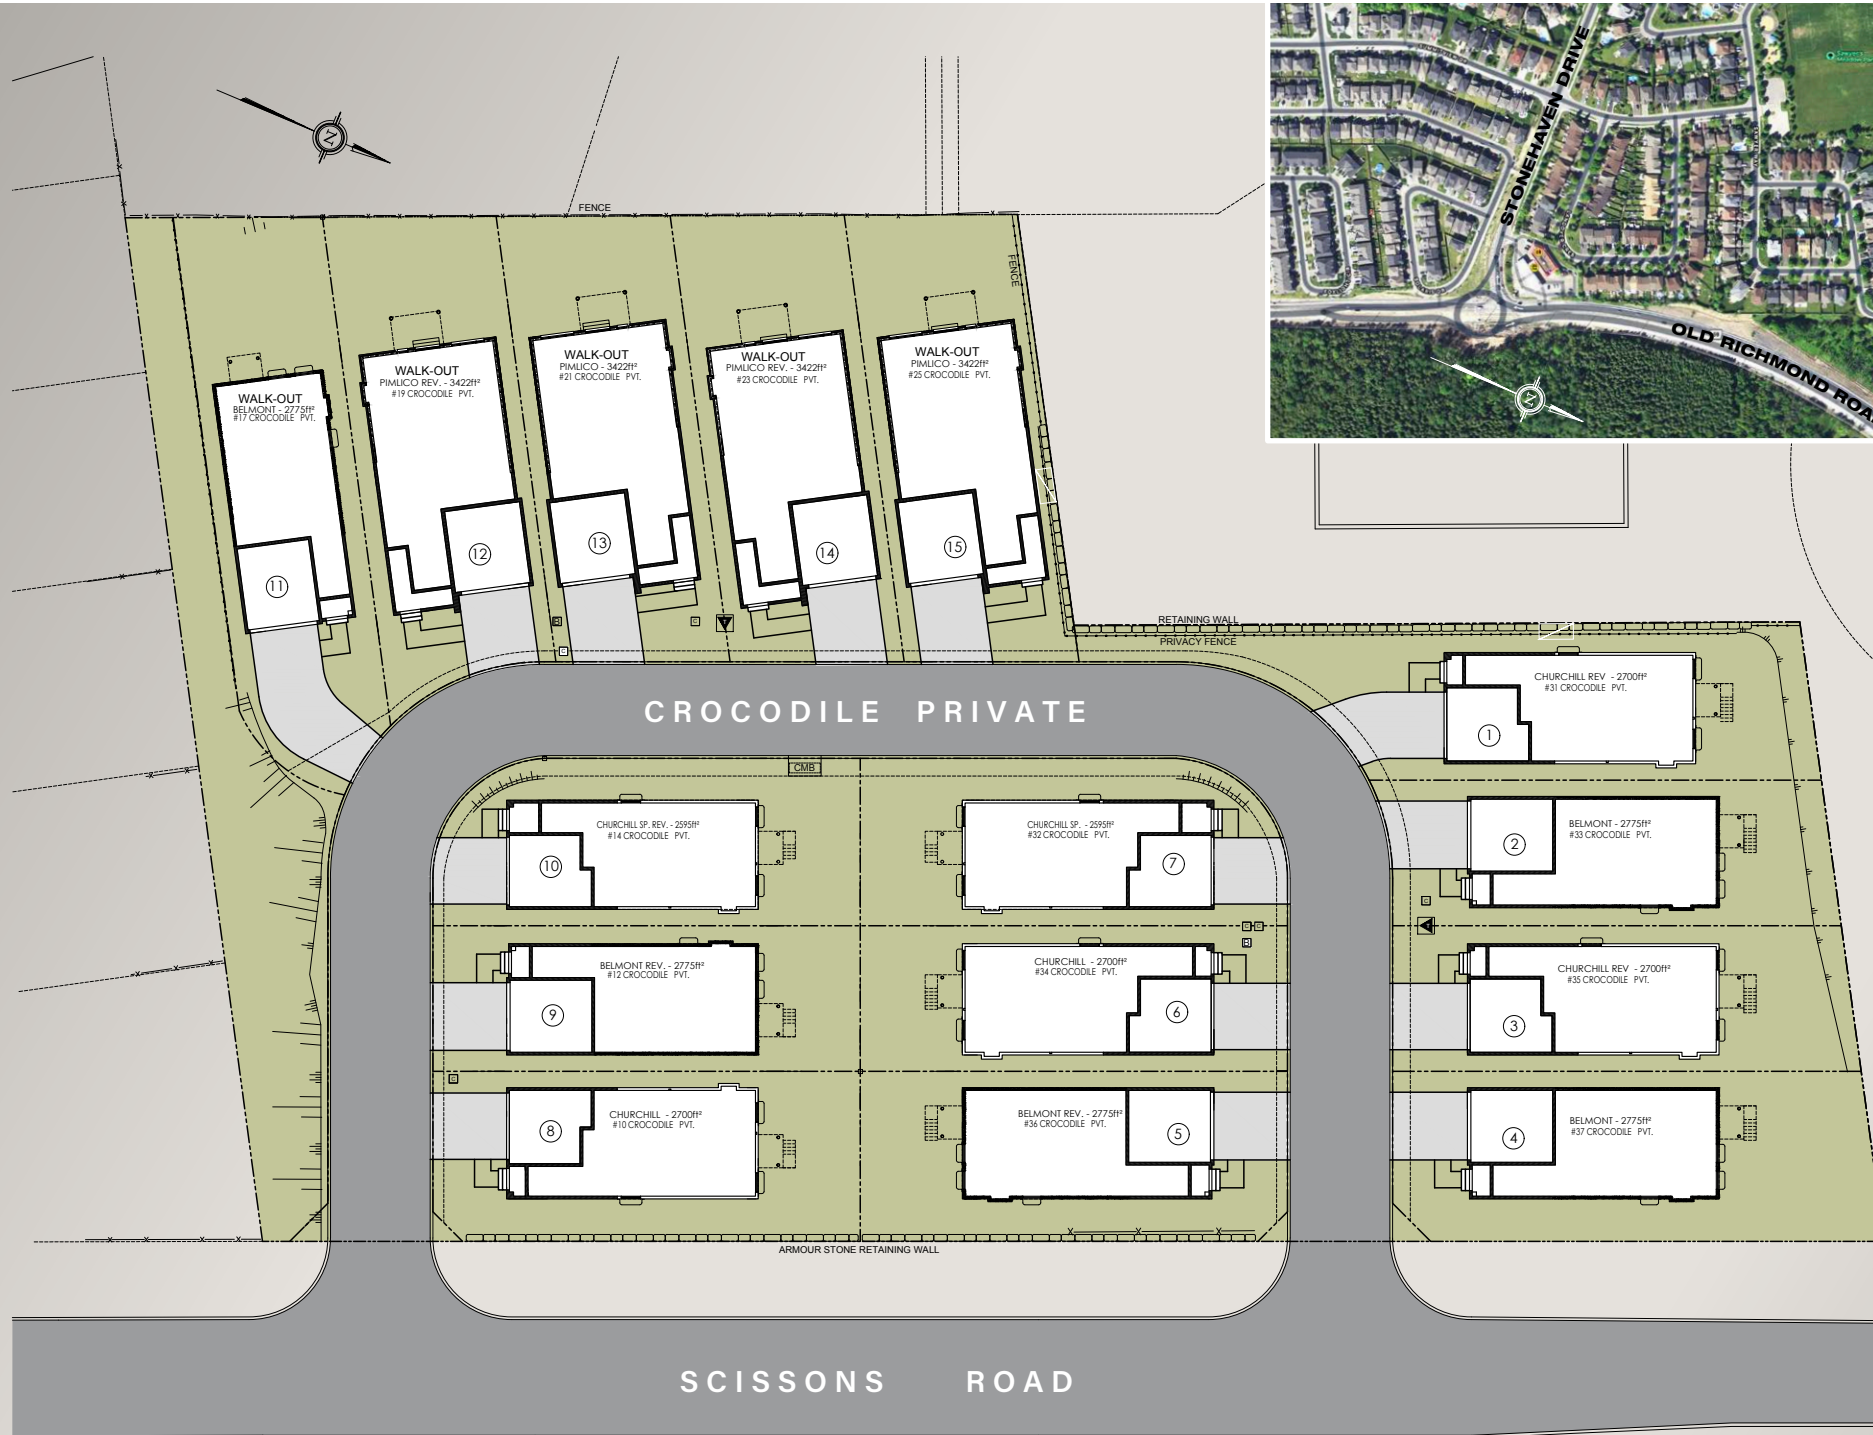 STONEHAVEN DRIVE
OLD RICHMOND
N
N
FENCE
FENCE
WALK-OUT
BELMONT - 2775ft²
#17 CROCODILE PVT.
11
WALK-OUT
PIMLICO REV. - 3422ft²
#19 CROCODILE PVT.
12
WALK-OUT
PIMLICO - 3422ft²
#21 CROCODILE PVT.
13
WALK-OUT
PIMLICO REV. - 3422ft²
#23 CROCODILE PVT.
14
WALK-OUT
PIMLICO - 3422ft²
#25 CROCODILE PVT.
15
RETAINING WALL
PRIVACY FENCE
CROCODILE PRIVATE
CMB
CHURCHILL REV - 2700ft²
#31 CROCODILE PVT.
1
BELMONT - 2775ft²
#33 CROCODILE PVT.
2
CHURCHILL REV - 2700ft²
#35 CROCODILE PVT.
3
BELMONT - 2775ft²
#37 CROCODILE PVT.
4
CHURCHILL SP. REV. - 2595ft²
#14 CROCODILE PVT.
10
CHURCHILL SP. - 2595ft²
#32 CROCODILE PVT.
7
BELMONT REV. - 2775ft²
#12 CROCODILE PVT.
9
CHURCHILL - 2700ft²
#34 CROCODILE PVT.
6
CHURCHILL - 2700ft²
#10 CROCODILE PVT.
8
BELMONT REV. - 2775ft²
#36 CROCODILE PVT.
5
ARMOUR STONE RETAINING WALL
SCISSONS ROAD